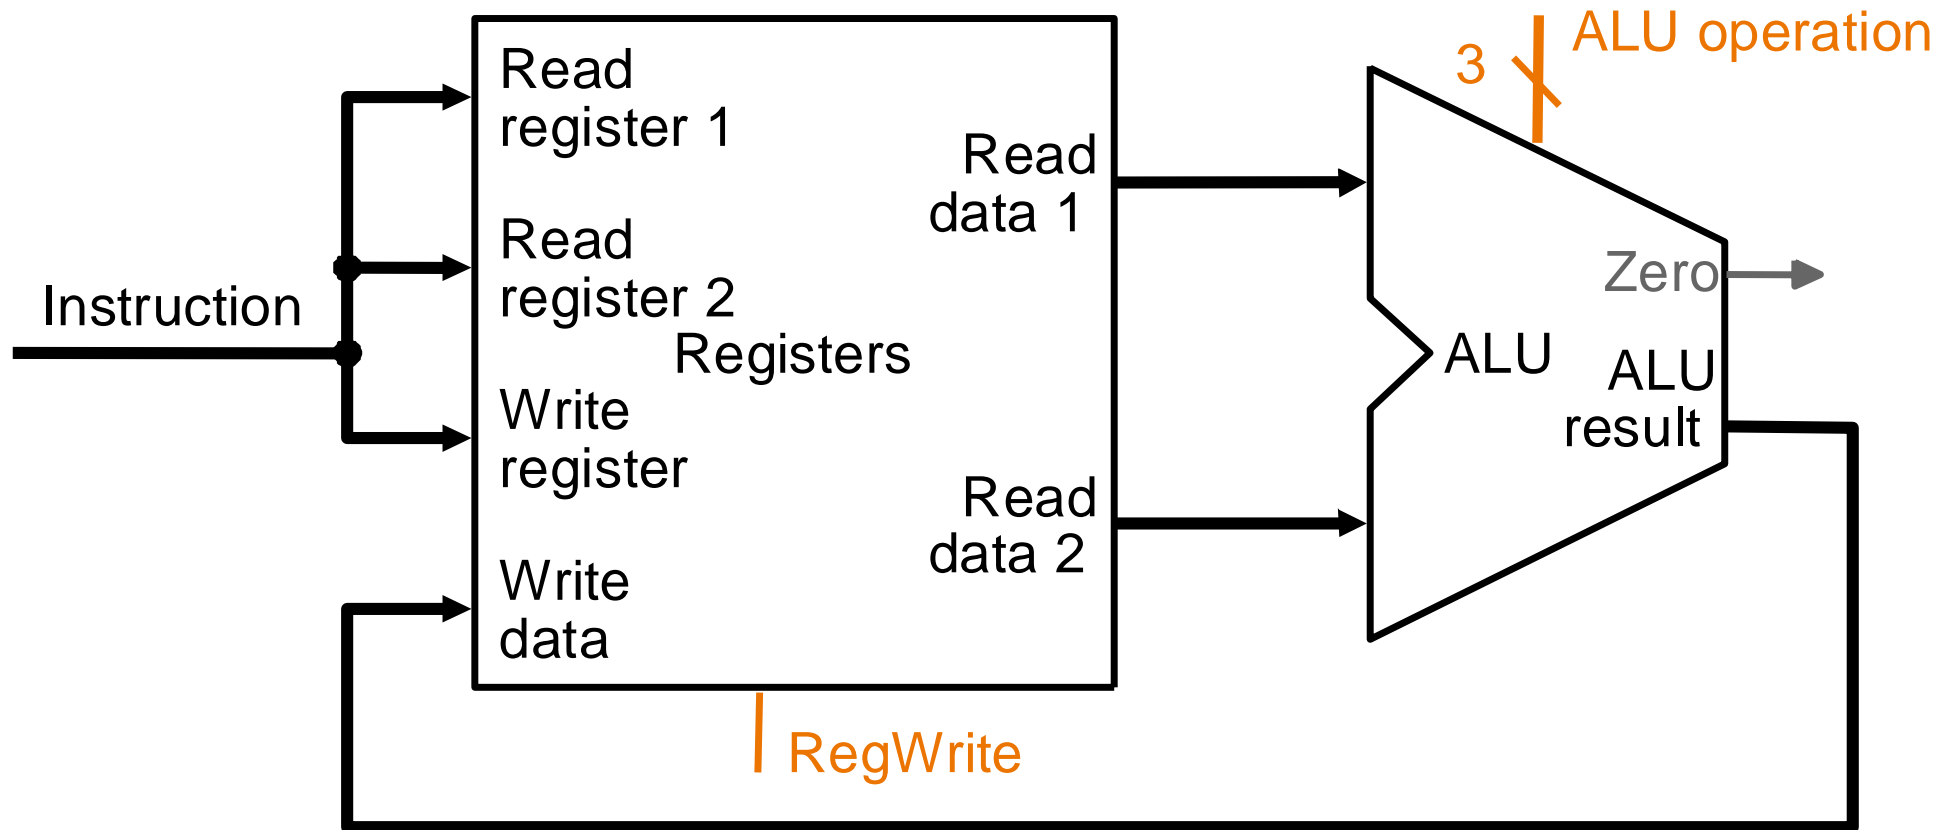 Instruction
Read
register 1
Read
register 2
Registers
Write
register
Write
data
Read
data 1
Read
data 2
RegWrite
3
ALU operation
Zero
ALU
ALU
result